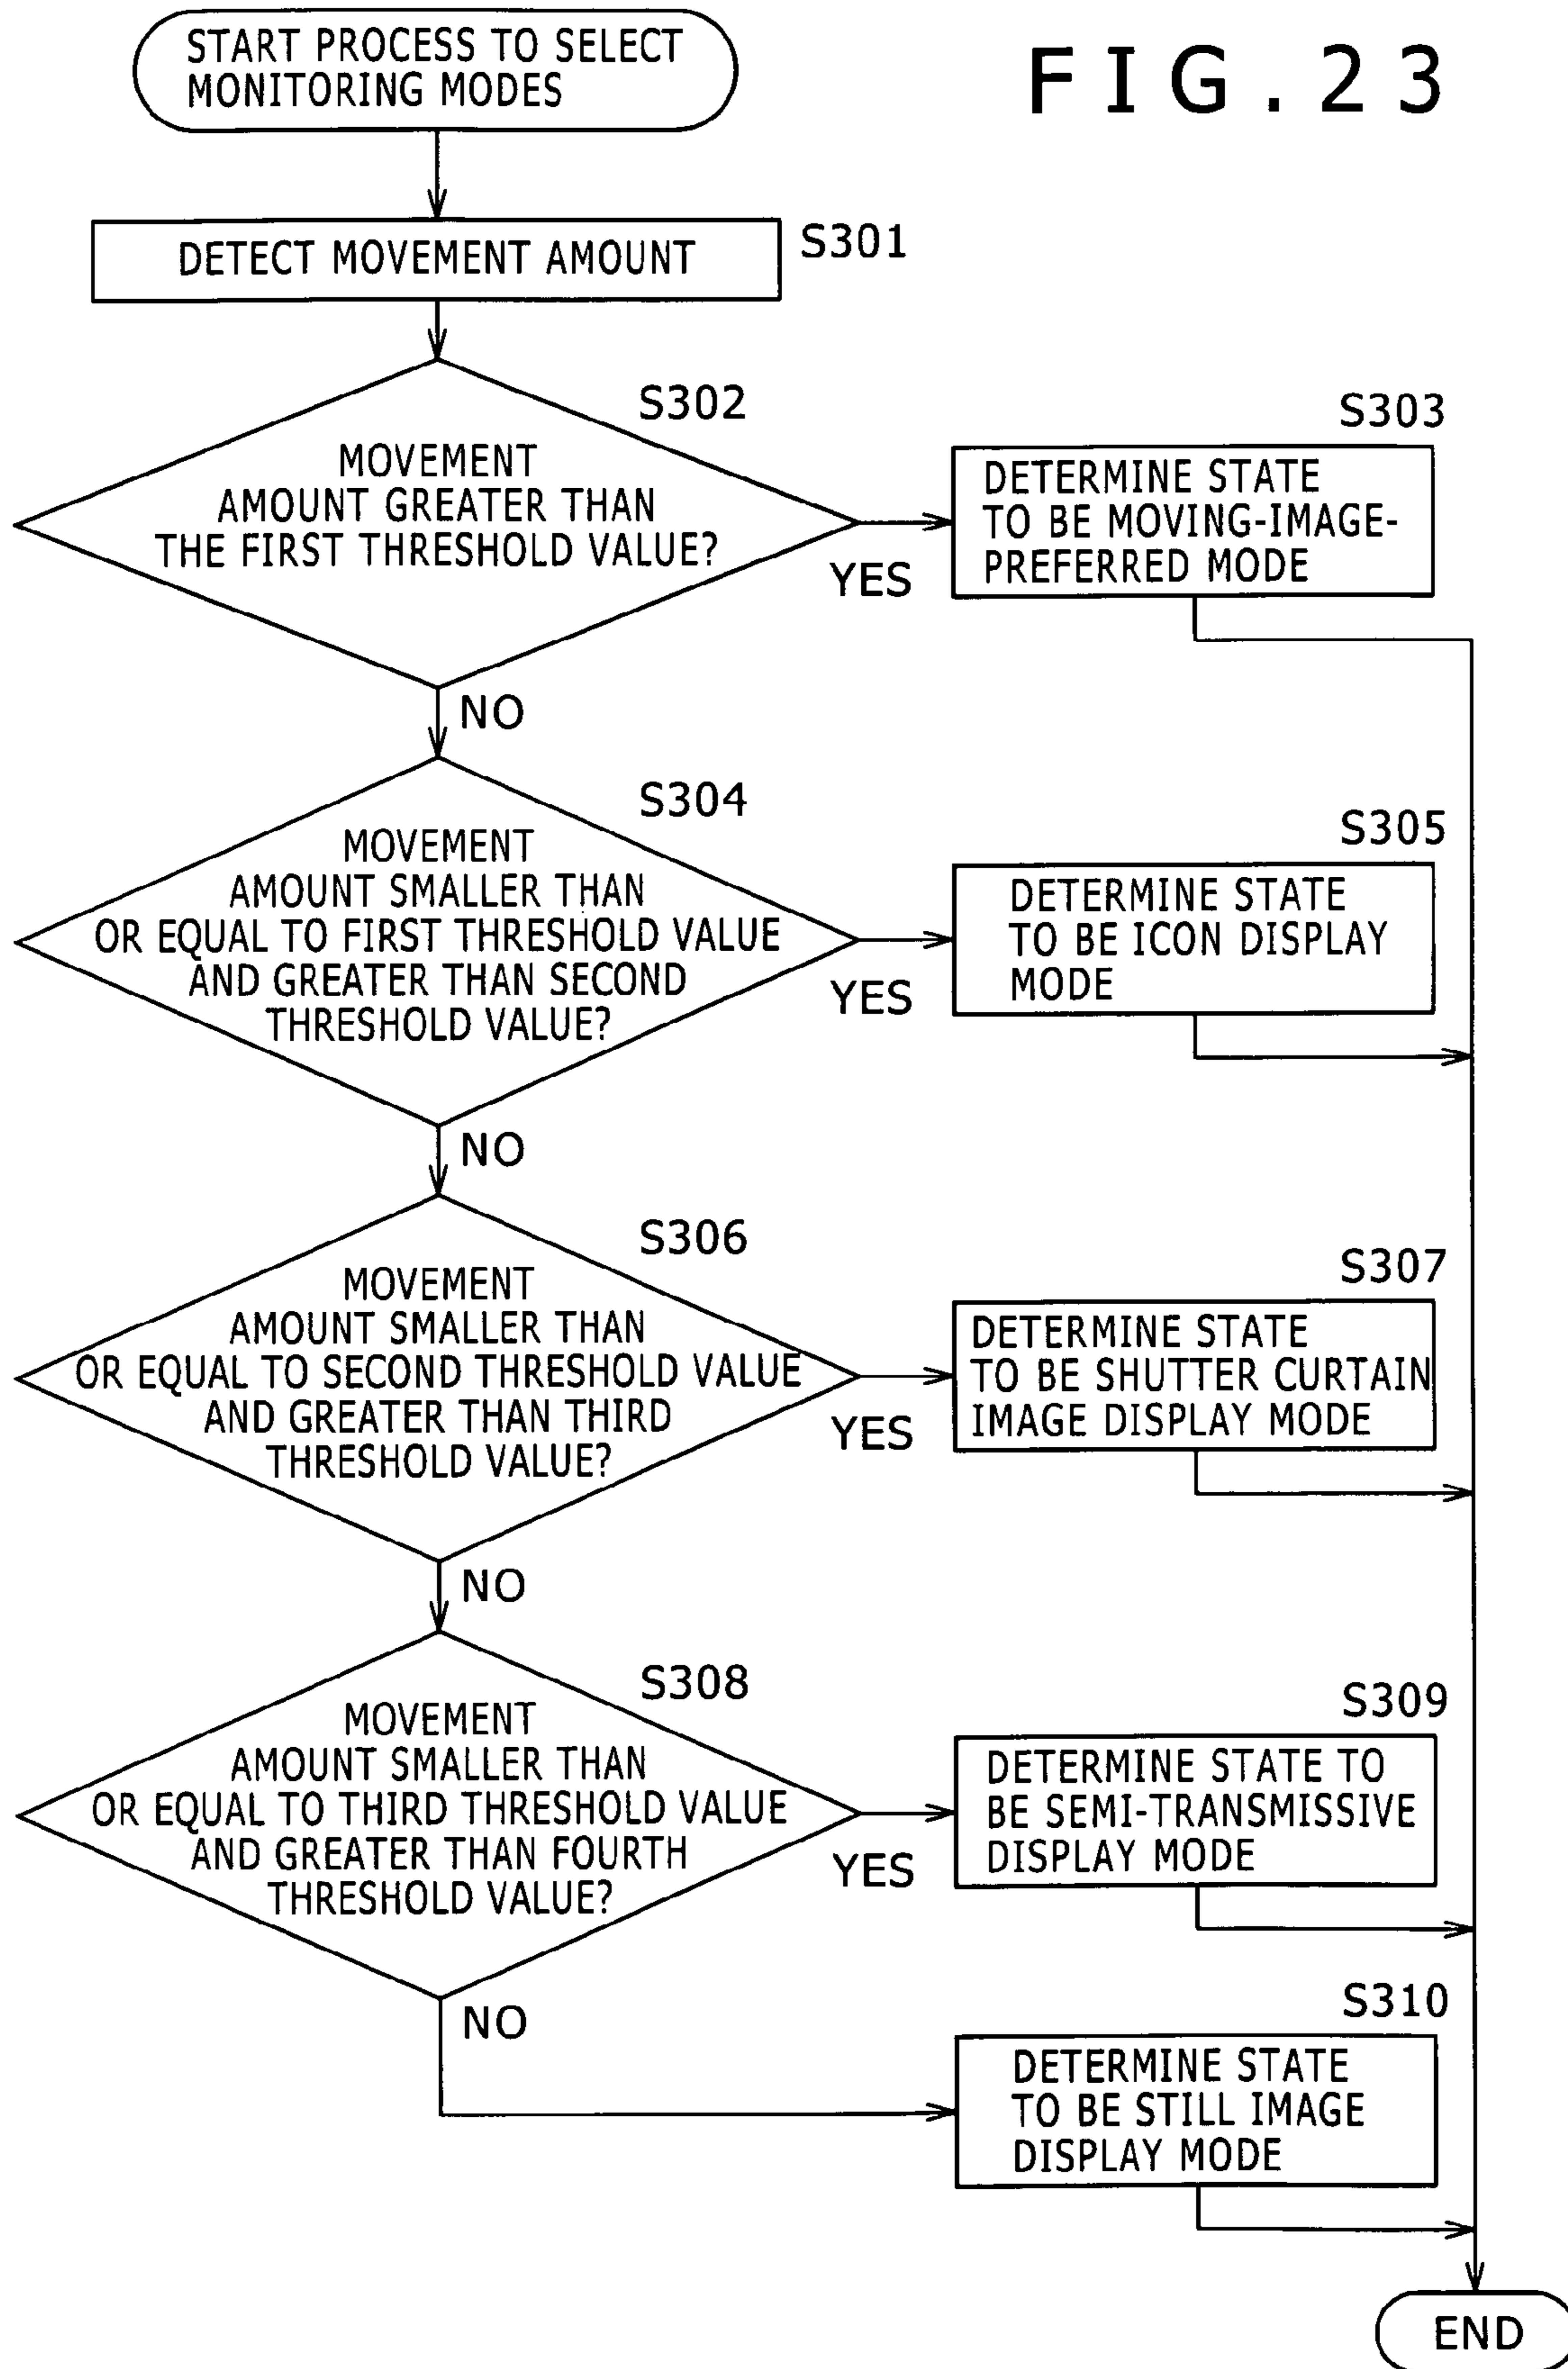 START PROCESS TO SELECT
MONITORING MODES
FIG.23
DETECT MOVEMENT AMOUNT
S301
S302
MOVEMENT
AMOUNT GREATER THAN
THE FIRST THRESHOLD VALUE?
YES
S303
DETERMINE STATE
TO BE MOVING-IMAGE-
PREFERRED MODE
NO
S304
MOVEMENT
AMOUNT SMALLER THAN
OR EQUAL TO FIRST THRESHOLD VALUE
AND GREATER THAN SECOND
THRESHOLD VALUE?
YES
S305
DETERMINE STATE
TO BE ICON DISPLAY
MODE
NO
S306
MOVEMENT
AMOUNT SMALLER THAN
OR EQUAL TO SECOND THRESHOLD VALUE
AND GREATER THAN THIRD
THRESHOLD VALUE?
YES
S307
DETERMINE STATE
TO BE SHUTTER CURTAIN
IMAGE DISPLAY MODE
NO
S308
MOVEMENT
AMOUNT SMALLER THAN
OR EQUAL TO THIRD THRESHOLD VALUE
AND GREATER THAN FOURTH
THRESHOLD VALUE?
YES
S309
DETERMINE STATE TO
BE SEMI-TRANSMISSIVE
DISPLAY MODE
NO
S310
DETERMINE STATE
TO BE STILL IMAGE
DISPLAY MODE
END